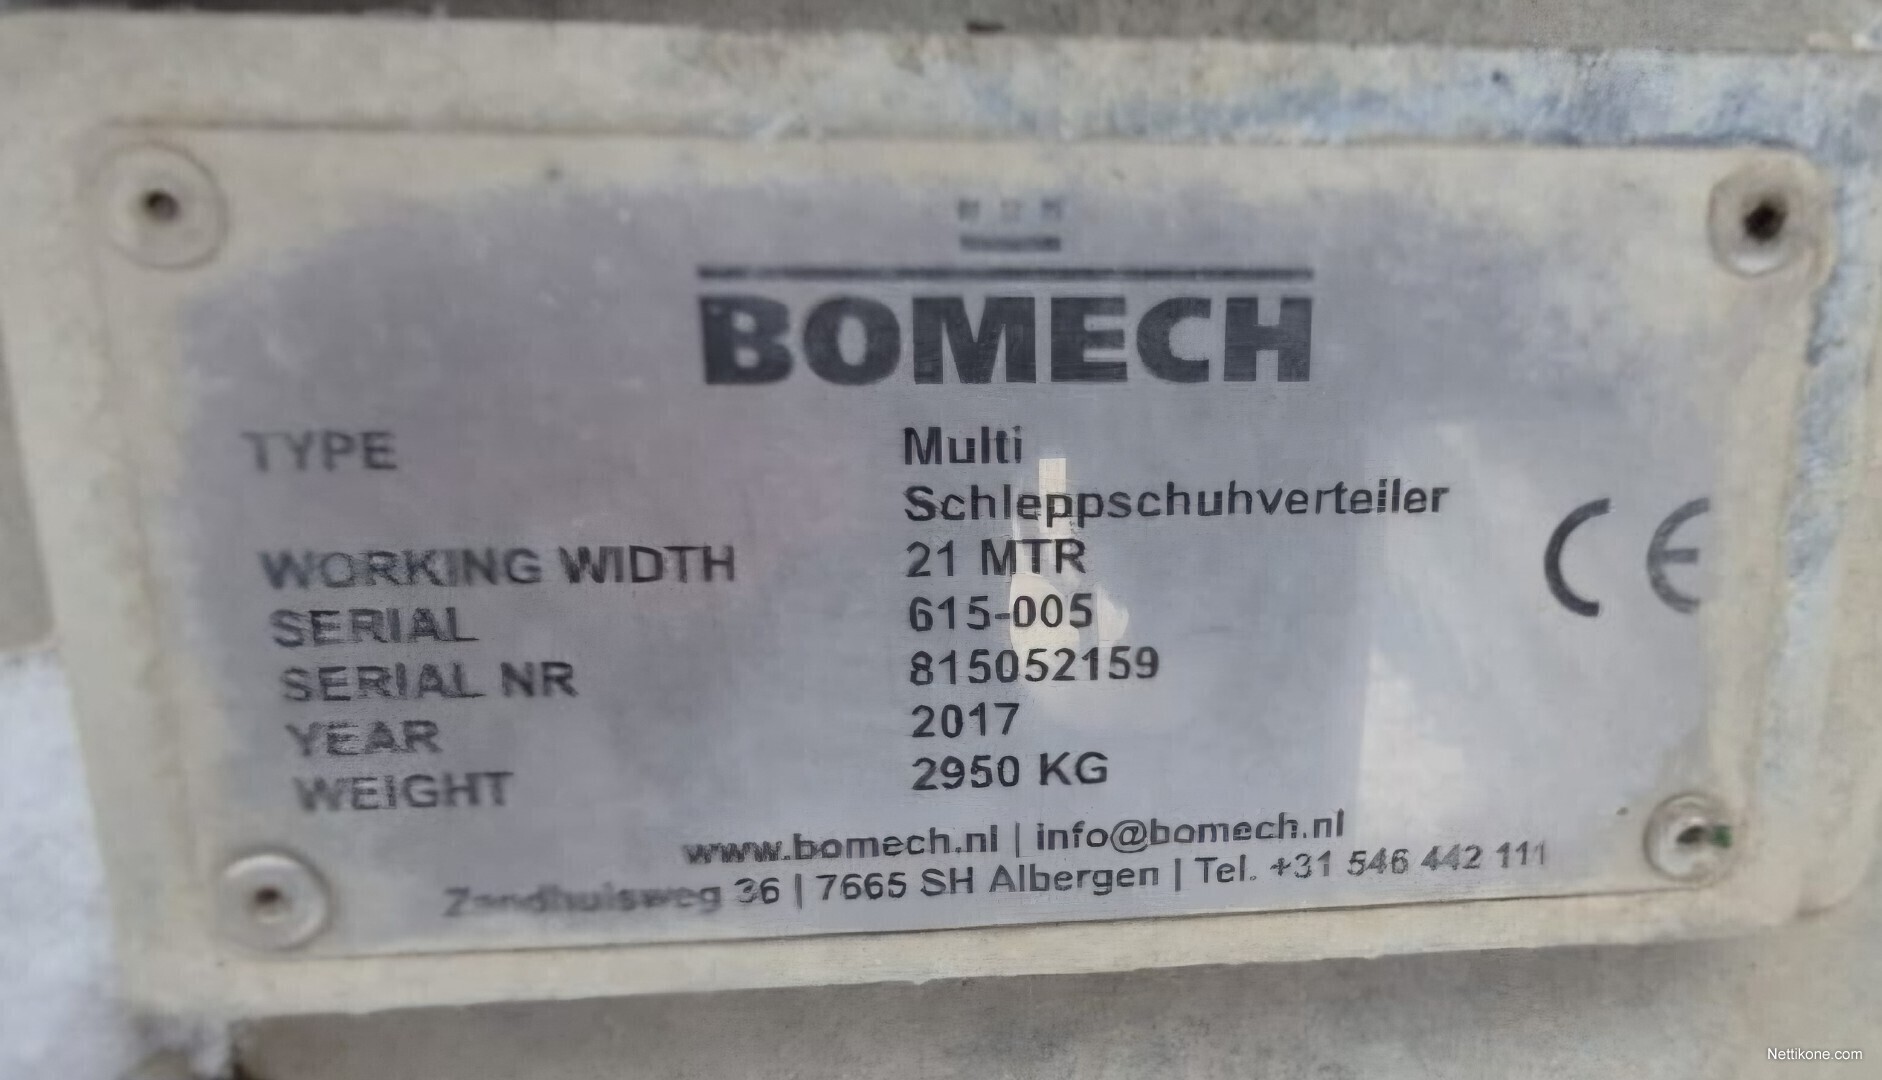 BOMECH
TYPE Multi
Schleppschuhverteiler
WORKING WIDTH 21 MTR
SERIAL 615-005
SERIAL NR 815052159
YEAR 2017
WEIGHT 2950 KG
www.bomech.nl | info@bomech.nl
Zandhuisweg 36 | 7665 SH Albergen | Tel. +31 546 442 111
CE
Nettikone.com